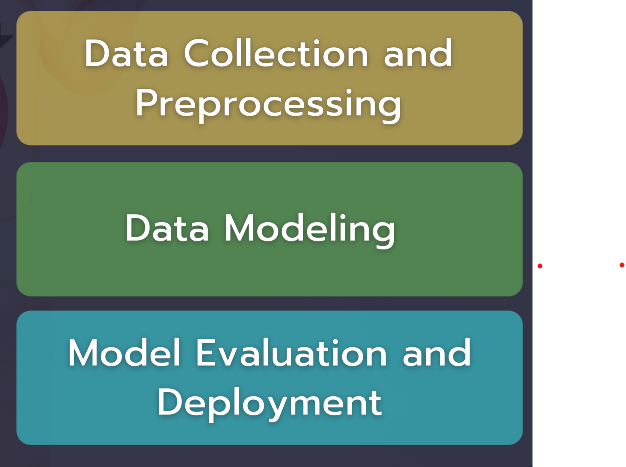 Data Collection and
Preprocessing
Data Modeling
Model Evaluation and
Deployment